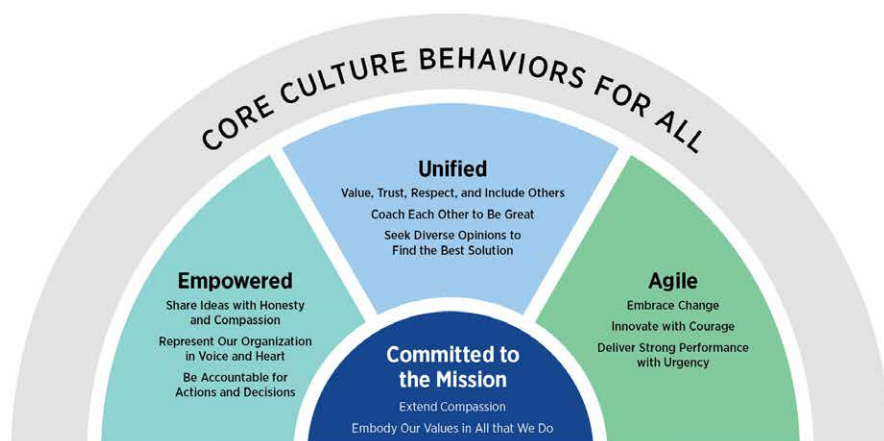 CORE CULTURE BEHAVIORS FOR ALL
Unified
Value, Trust, Respect, and Include Others
Coach Each Other to Be Great
Seek Diverse Opinions to
Find the Best Solution
Empowered
Share Ideas with Honesty
and Compassion
Represent Our Organization
in Voice and Heart
Be Accountable for
Actions and Decisions
Agile
Embrace Change
Innovate with Courage
Deliver Strong Performance
with Urgency
Committed to
the Mission
Extend Compassion
Embody Our Values in All that We Do